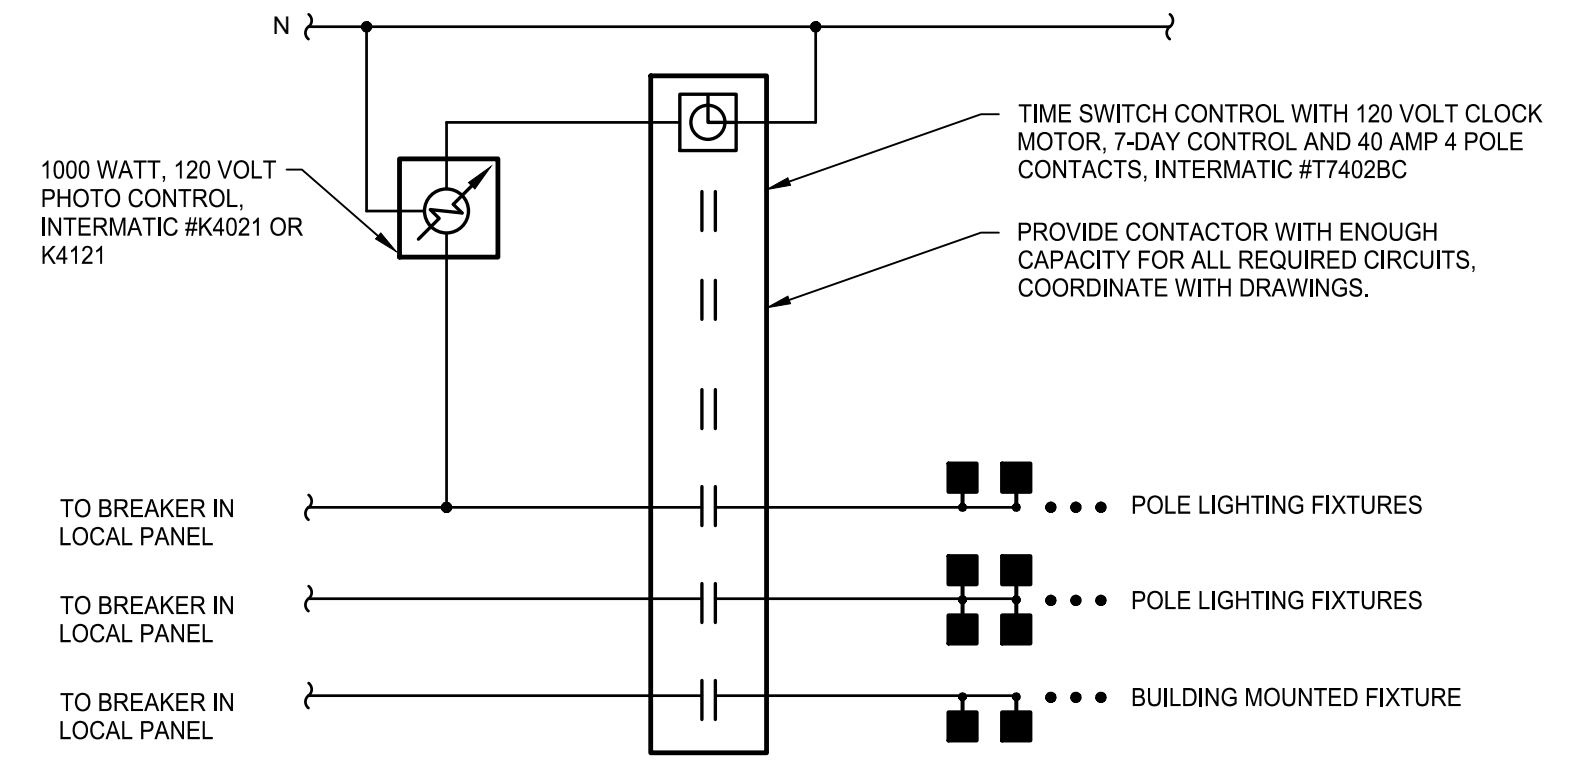 N
TIME SWITCH CONTROL WITH 120 VOLT CLOCK
MOTOR, 7-DAY CONTROL AND 40 AMP 4 POLE
CONTACTS, INTERMATIC #T7402BC
1000 WATT, 120 VOLT
PHOTO CONTROL,
INTERMATIC #K4021 OR
K4121
PROVIDE CONTACTOR WITH ENOUGH
CAPACITY FOR ALL REQUIRED CIRCUITS,
COORDINATE WITH DRAWINGS.
TO BREAKER IN
LOCAL PANEL
POLE LIGHTING FIXTURES
TO BREAKER IN
LOCAL PANEL
POLE LIGHTING FIXTURES
TO BREAKER IN
LOCAL PANEL
BUILDING MOUNTED FIXTURE